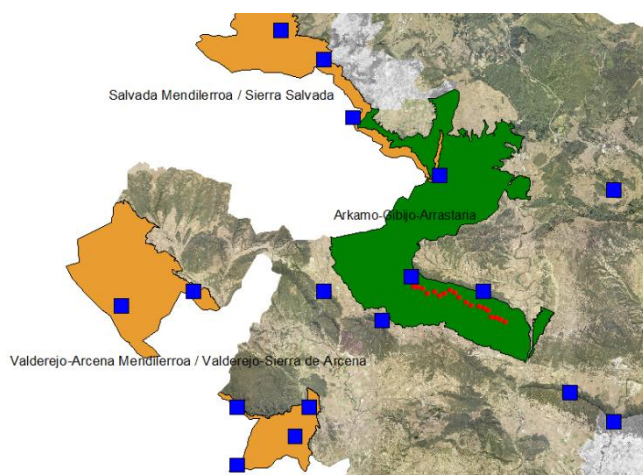 Salvada Mendilerroa / Sierra Salvada
Arkamo-Gibijo-Arrastaria
Valderejo-Arcena Mendilerroa / Valderejo-Sierra de Arcena